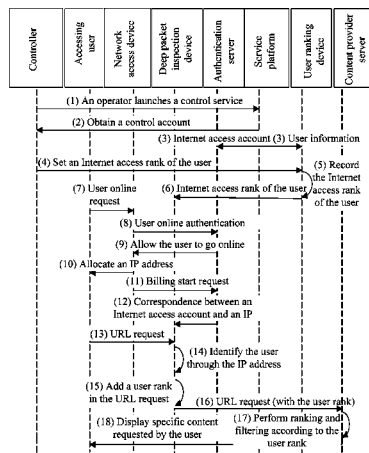 Controller
Accessing
user
Network
access device
Deep packet
inspection
device
Authentication
server
Service
platform
User ranking
device
Content provider
server
(1) An operator launches a control service
(2) Obtain a control account
(3) Internet access account
(3) User information
(4) Set an Internet access rank of the user
(5) Record
the Internet
access rank
of the user
(6) Internet access rank of the user
(7) User online
request
(8) User online authentication
(9) Allow the user to go online
(10) Allocate an IP address
(11) Billing start request
(12) Correspondence between an
Internet access account and an IP
(13) URL request
(14) Identify the user
through the IP address
(15) Add a user rank
in the URL request
(16) URL request (with the user rank)
(17) Perform ranking and
filtering according to the
user rank
(18) Display specific content
requested by the user